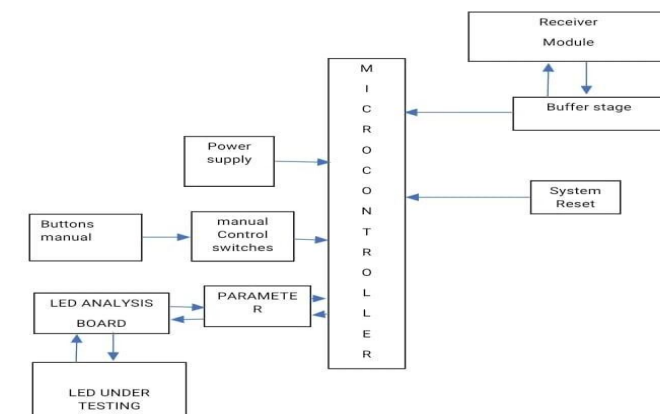 Receiver
Module
Buffer stage
M
I
C
R
O
C
O
N
T
R
O
L
L
E
R
Power
supply
System
Reset
Buttons
manual
manual
Control
switches
LED ANALYSIS
BOARD
PARAMETE
R
LED UNDER
TESTING